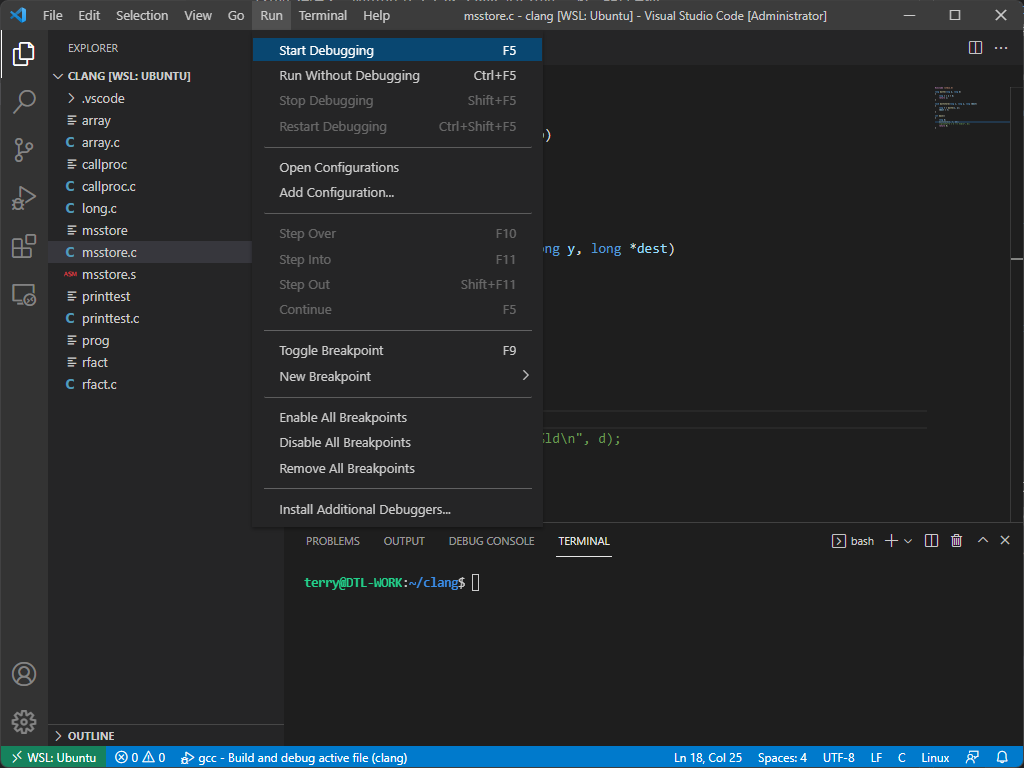 File Edit Selection View Go Run Terminal Help msstore.c - clang [WSL: Ubuntu] - Visual Studio Code [Administrator]
EXPLORER
CLANG [WSL: UBUNTU]
.vscode
array
C array.c
callproc
C callproc.c
C long.c
msstore
C msstore.c
ASM msstore.s
printtest
C printtest.c
prog
rfact
C rfact.c
OUTLINE
Start Debugging F5
Run Without Debugging Ctrl+F5
Stop Debugging Shift+F5
Restart Debugging Ctrl+Shift+F5
Open Configurations
Add Configuration...
Step Over F10
Step Into F11
Step Out Shift+F11
Continue F5
Toggle Breakpoint F9
New Breakpoint
Enable All Breakpoints
Disable All Breakpoints
Remove All Breakpoints
Install Additional Debuggers...
)
ng y, long *dest)
ld\n", d);
PROBLEMS OUTPUT DEBUG CONSOLE TERMINAL bash
terry@DTL-WORK:~/clang$
WSL: Ubuntu 0 0 gcc - Build and debug active file (clang) Ln 18, Col 25 Spaces: 4 UTF-8 LF C Linux